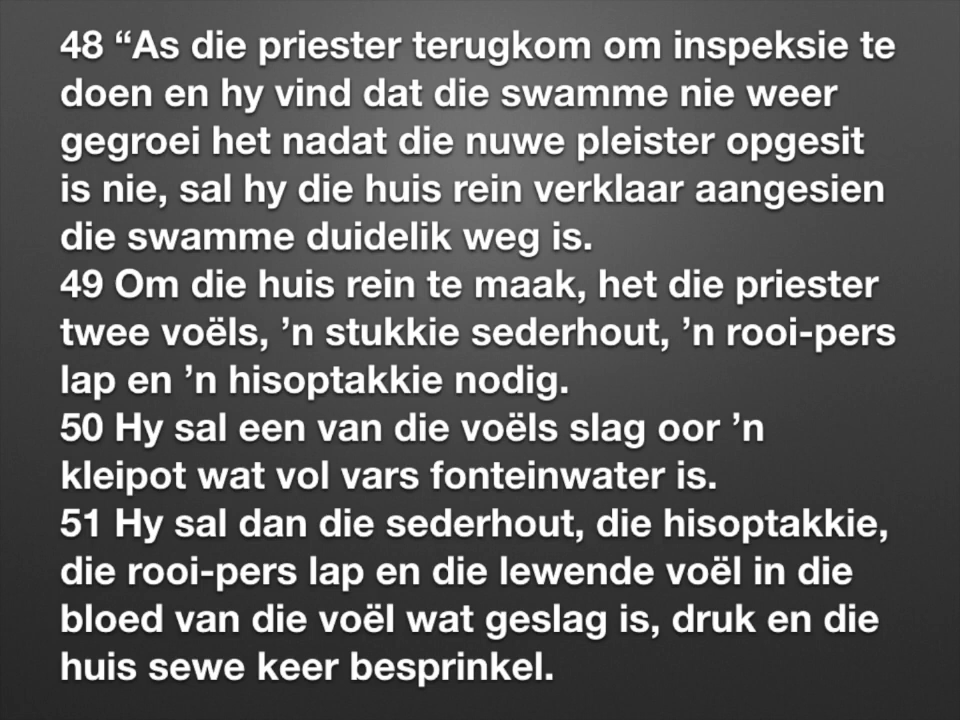 48 “As die priester terugkom om inspeksie te
doen en hy vind dat die swamme nie weer
gegroei het nadat die nuwe pleister opgesit
is nie, sal hy die huis rein verklaar aangesien
die swamme duidelik weg is.
49 Om die huis rein te maak, het die priester
twee voëls, ’n stukkie sederhout, ’n rooi-pers
lap en ’n hisoptakkie nodig.
50 Hy sal een van die voëls slag oor ’n
kleipot wat vol vars fonteinwater is.
51 Hy sal dan die sederhout, die hisoptakkie,
die rooi-pers lap en die lewende voël in die
bloed van die voël wat geslag is, druk en die
huis sewe keer besprinkel.